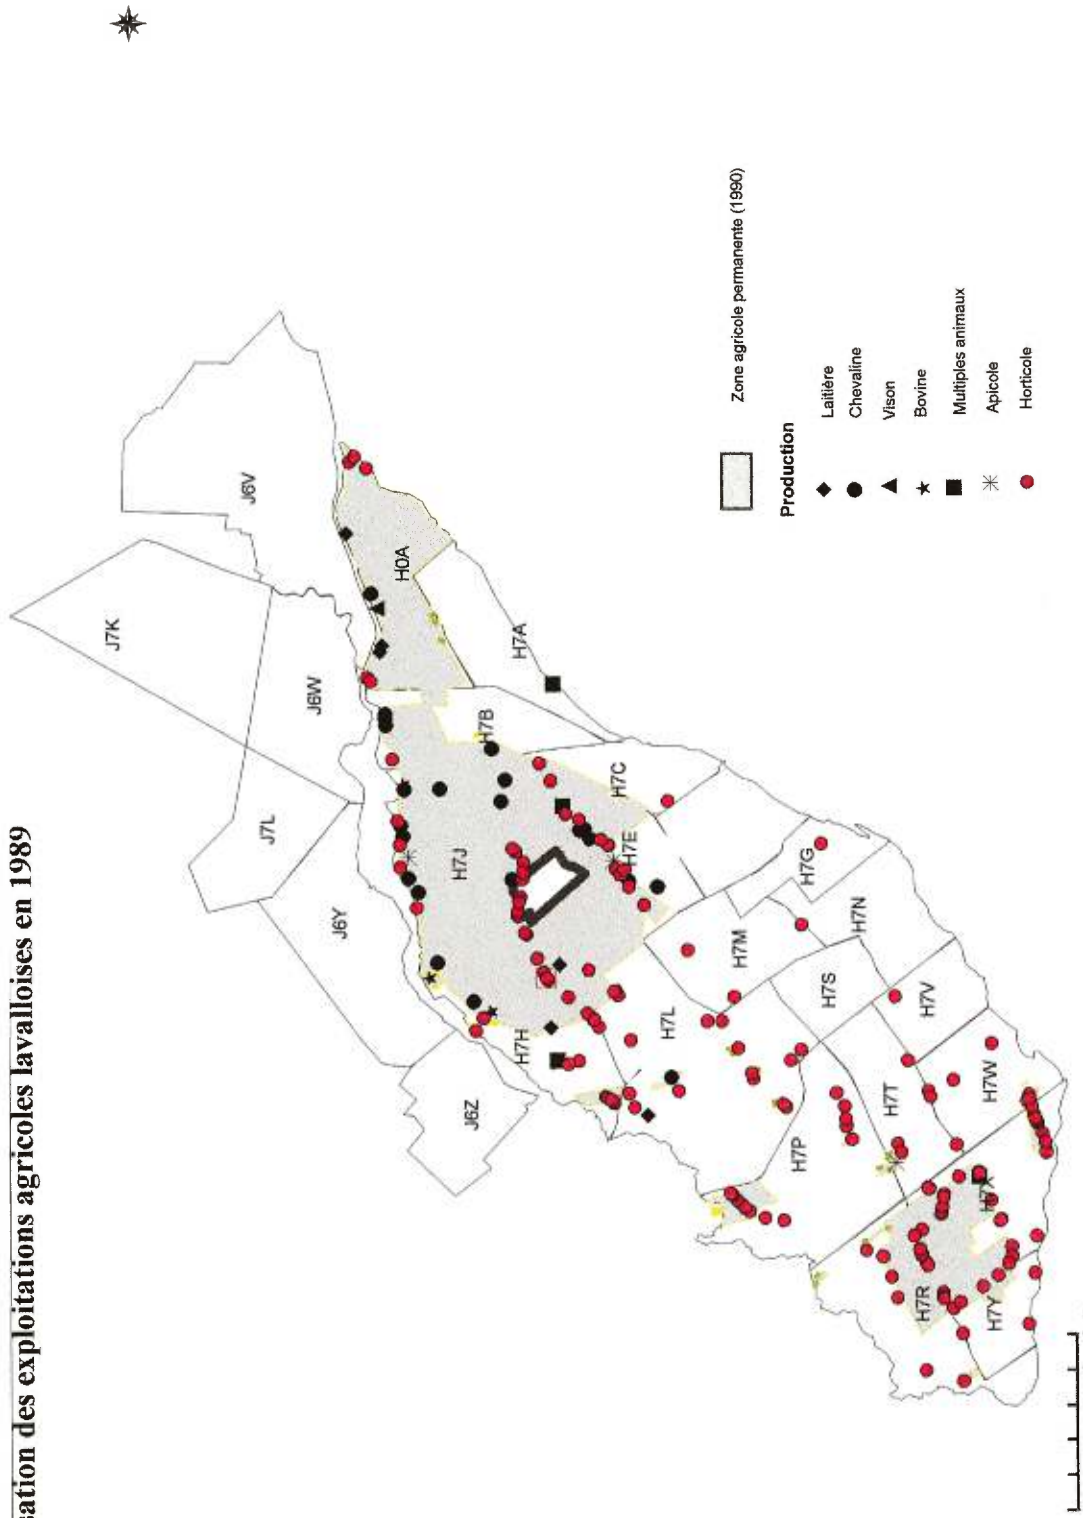 sation des exploitations agricoles lavalloises en 1989
J7K
J6V
J7L
J6W
J6Y
J6Z
H0A
H7A
H7B
H7J
H7C
H7E
H7H
H7G
H7M
H7N
H7L
H7S
H7V
H7P
H7T
H7W
H7X
H7R
H7Y
Zone agricole permanente (1990)
Production
Laitière
Chevaline
Vison
Bovine
Multiples animaux
Apicole
Horticole